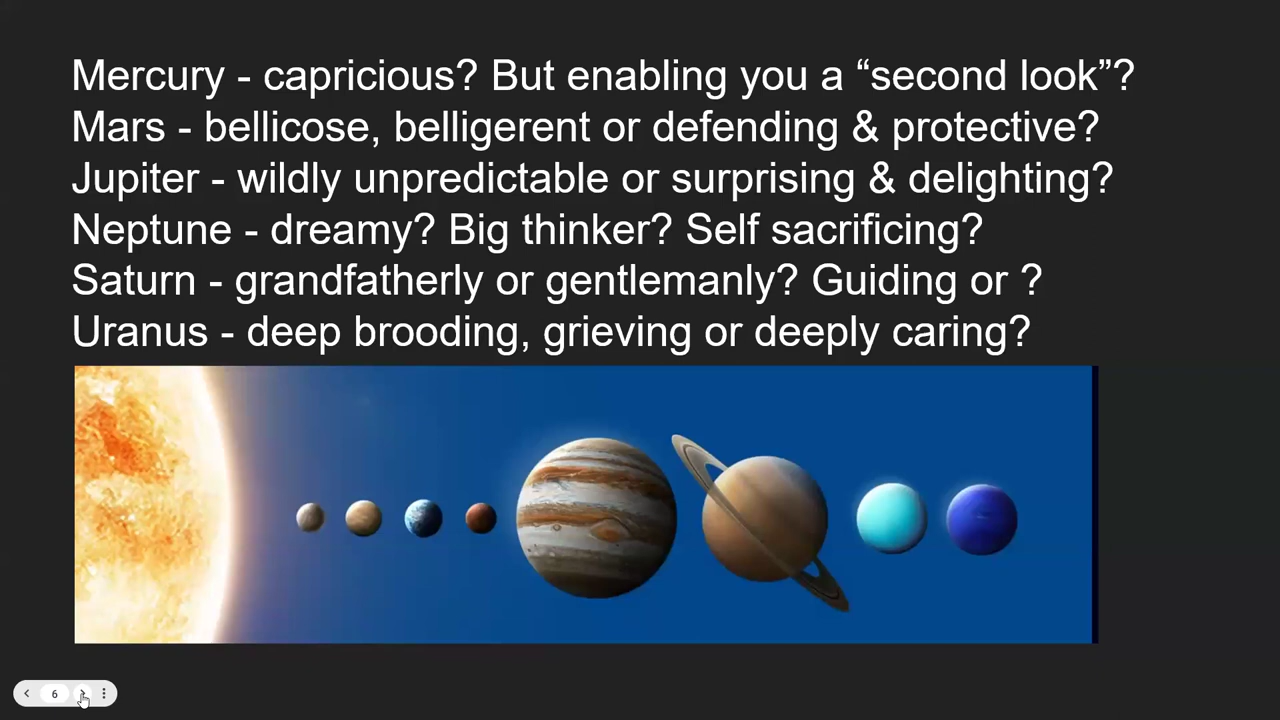 Mercury - capricious? But enabling you a “second look”?
Mars - bellicose, belligerent or defending & protective?
Jupiter - wildly unpredictable or surprising & delighting?
Neptune - dreamy? Big thinker? Self sacrificing?
Saturn - grandfatherly or gentlemanly? Guiding or ?
Uranus - deep brooding, grieving or deeply caring?
6